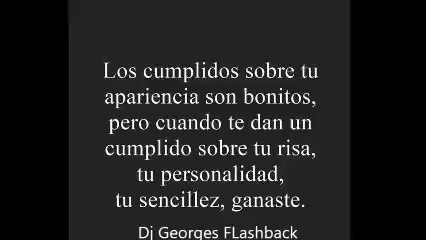 Los cumplidos sobre tu
apariencia son bonitos,
pero cuando te dan un
cumplido sobre tu risa,
tu personalidad,
tu sencillez, ganaste.
Dj Georges FLashback